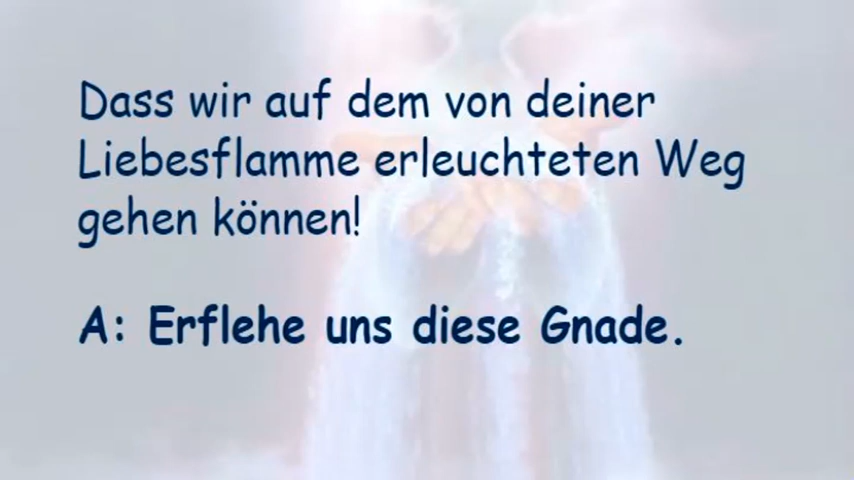 Dass wir auf dem von deiner
Liebesflamme erleuchteten Weg
gehen können!
A: Erflehe uns diese Gnade.